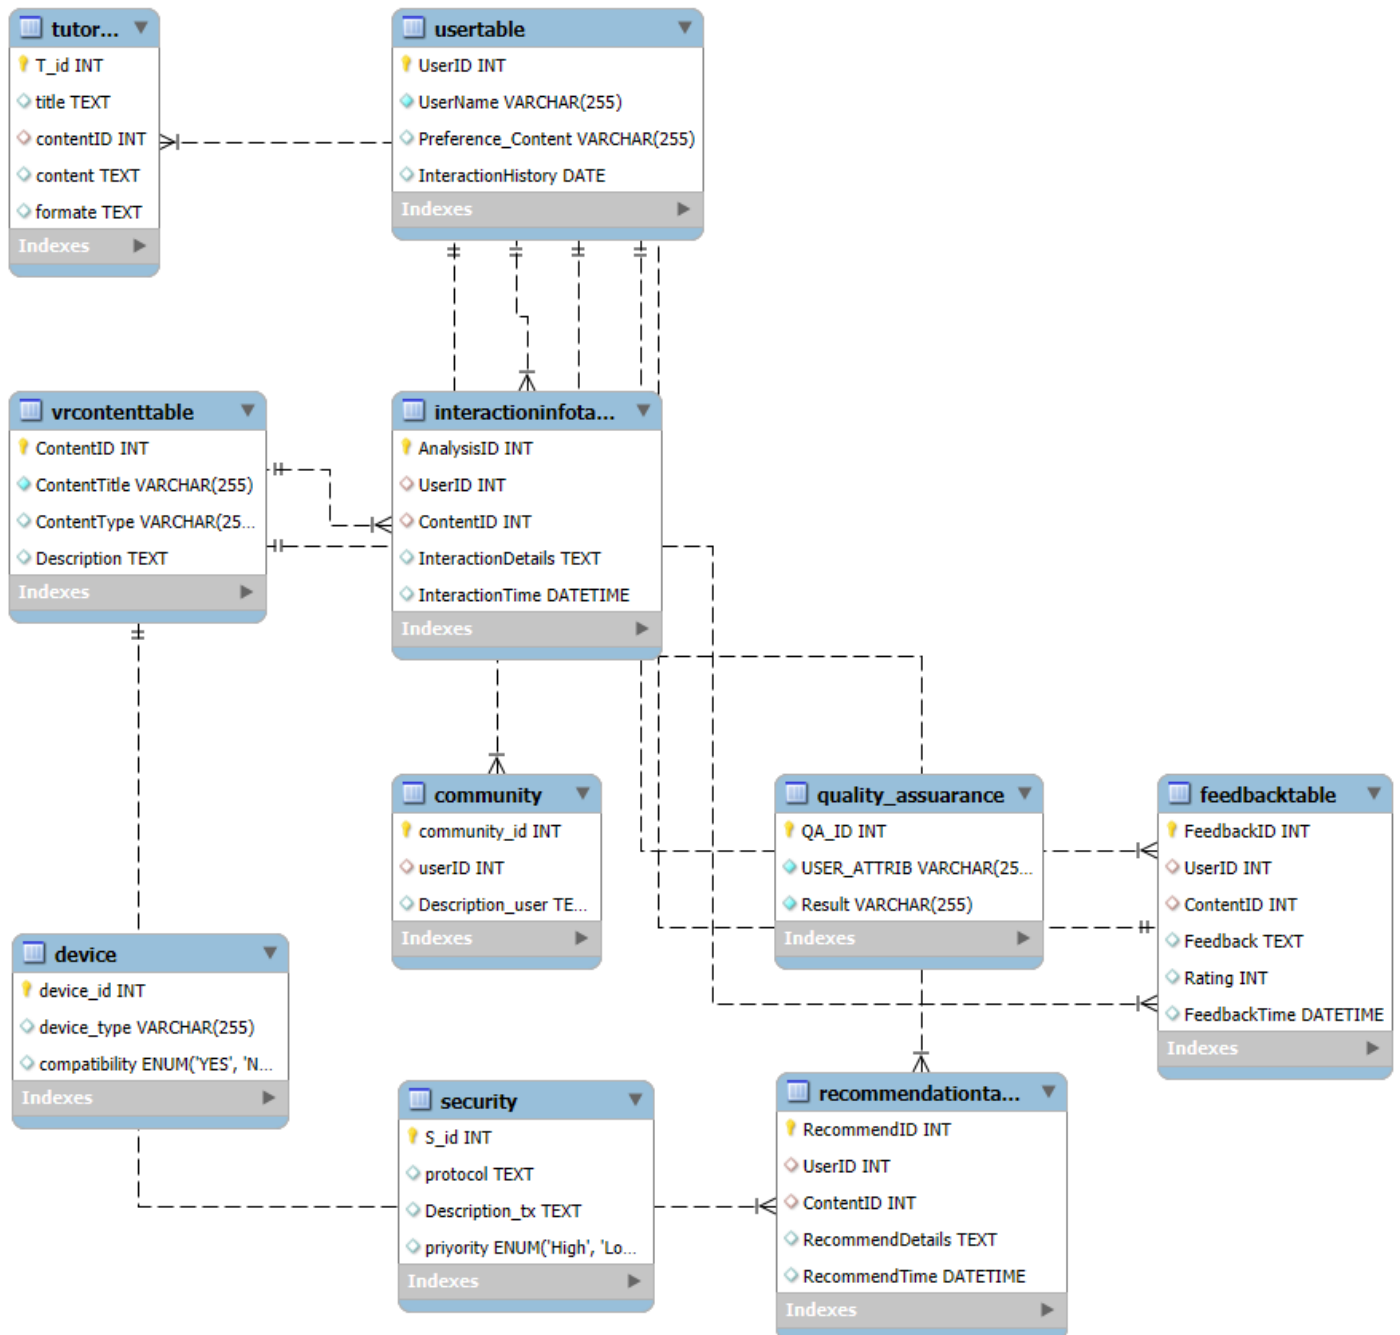 tutor...
T_id INT
title TEXT
contentID INT
content TEXT
formate TEXT
Indexes
usertable
UserID INT
UserName VARCHAR(255)
Preference_Content VARCHAR(255)
InteractionHistory DATE
Indexes
vrcontenttable
ContentID INT
ContentTitle VARCHAR(255)
ContentType VARCHAR(25...
Description TEXT
Indexes
interactioninfota...
AnalysisID INT
UserID INT
ContentID INT
InteractionDetails TEXT
InteractionTime DATETIME
Indexes
community
community_id INT
userID INT
Description_user TE...
Indexes
quality_assuarance
QA_ID INT
USER_ATTRIB VARCHAR(25...
Result VARCHAR(255)
Indexes
feedbacktable
FeedbackID INT
UserID INT
ContentID INT
Feedback TEXT
Rating INT
FeedbackTime DATETIME
Indexes
device
device_id INT
device_type VARCHAR(255)
compatibility ENUM('YES', 'N...
Indexes
security
S_id INT
protocol TEXT
Description_tx TEXT
priyority ENUM('High', 'Lo...
Indexes
recommendationta...
RecommendID INT
UserID INT
ContentID INT
RecommendDetails TEXT
RecommendTime DATETIME
Indexes